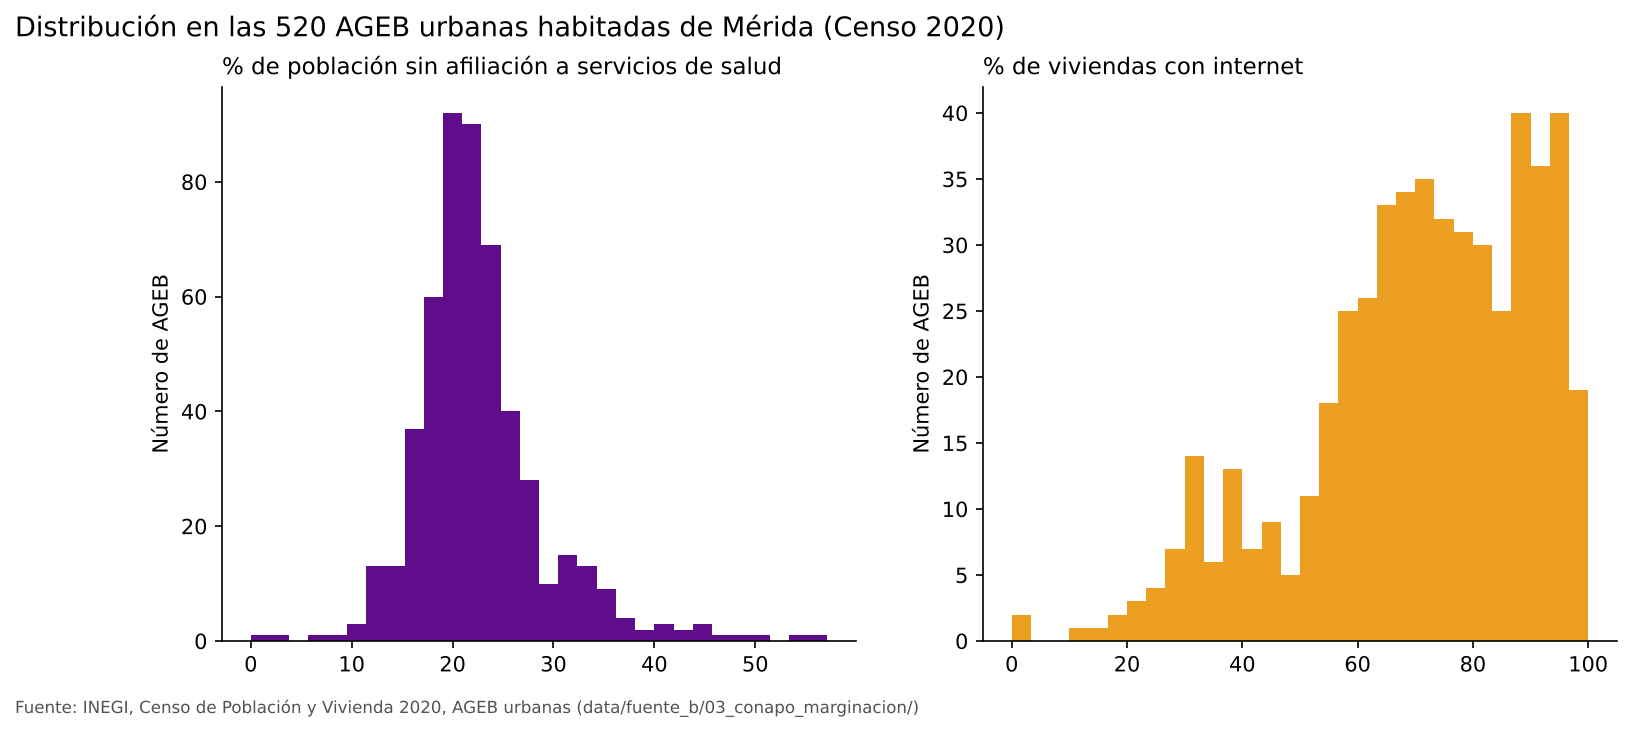 Distribución en las 520 AGEB urbanas habitadas de Mérida (Censo 2020)
% de población sin afiliación a servicios de salud
Número de AGEB
80
60
40
20
0
0 10 20 30 40 50
% de viviendas con internet
Número de AGEB
40
35
30
25
20
15
10
5
0
0 20 40 60 80 100
Fuente: INEGI, Censo de Población y Vivienda 2020, AGEB urbanas (data/fuente_b/03_conapo_marginacion/)